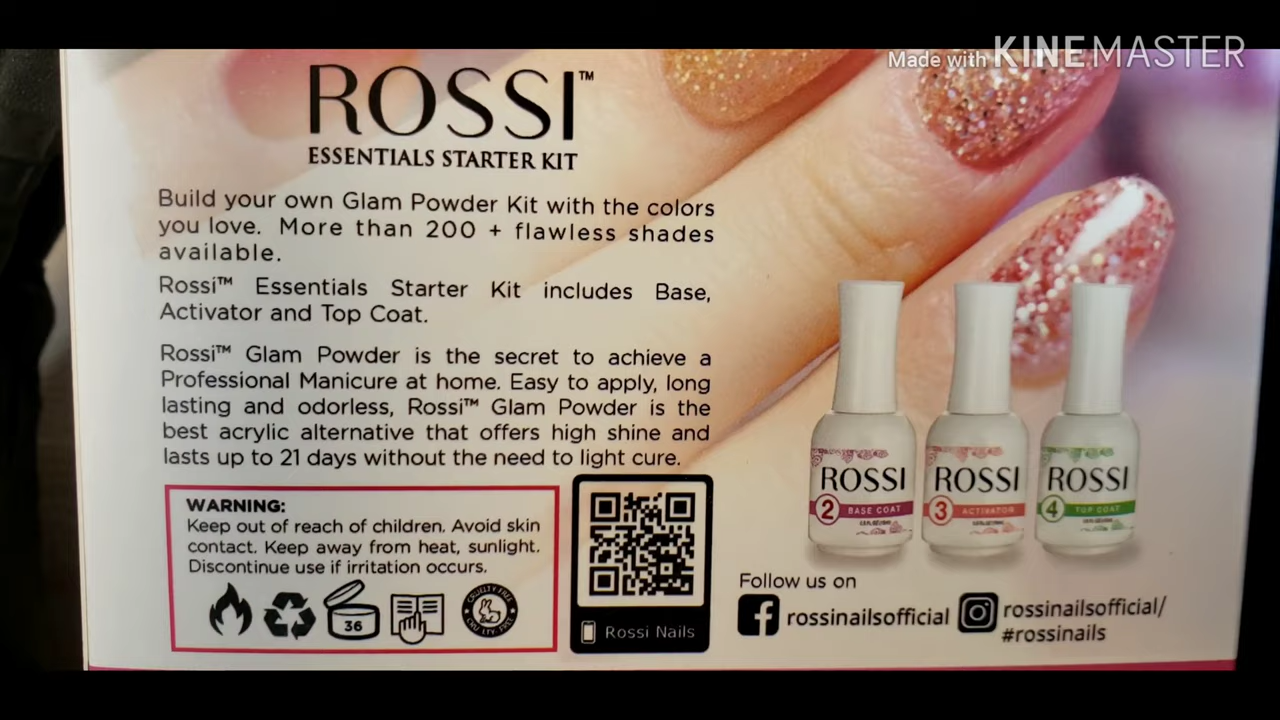 Made with KINEMASTER
ROSSI™
ESSENTIALS STARTER KIT
Build your own Glam Powder Kit with the colors
you love. More than 200 + flawless shades
available.
Rossi™ Essentials Starter Kit includes Base,
Activator and Top Coat.
Rossi™ Glam Powder is the secret to achieve a
Professional Manicure at home. Easy to apply, long
lasting and odorless, Rossi™ Glam Powder is the
best acrylic alternative that offers high shine and
lasts up to 21 days without the need to light cure.
WARNING:
Keep out of reach of children. Avoid skin
contact. Keep away from heat, sunlight.
Discontinue use if irritation occurs.
36
CRUELTY FREE
Rossi Nails
ROSSI
2 BASE COAT
ROSSI
3 ACTIVATOR
ROSSI
4 TOP COAT
Follow us on
rossinailsofficial
rossinailsofficial/
#rossinails